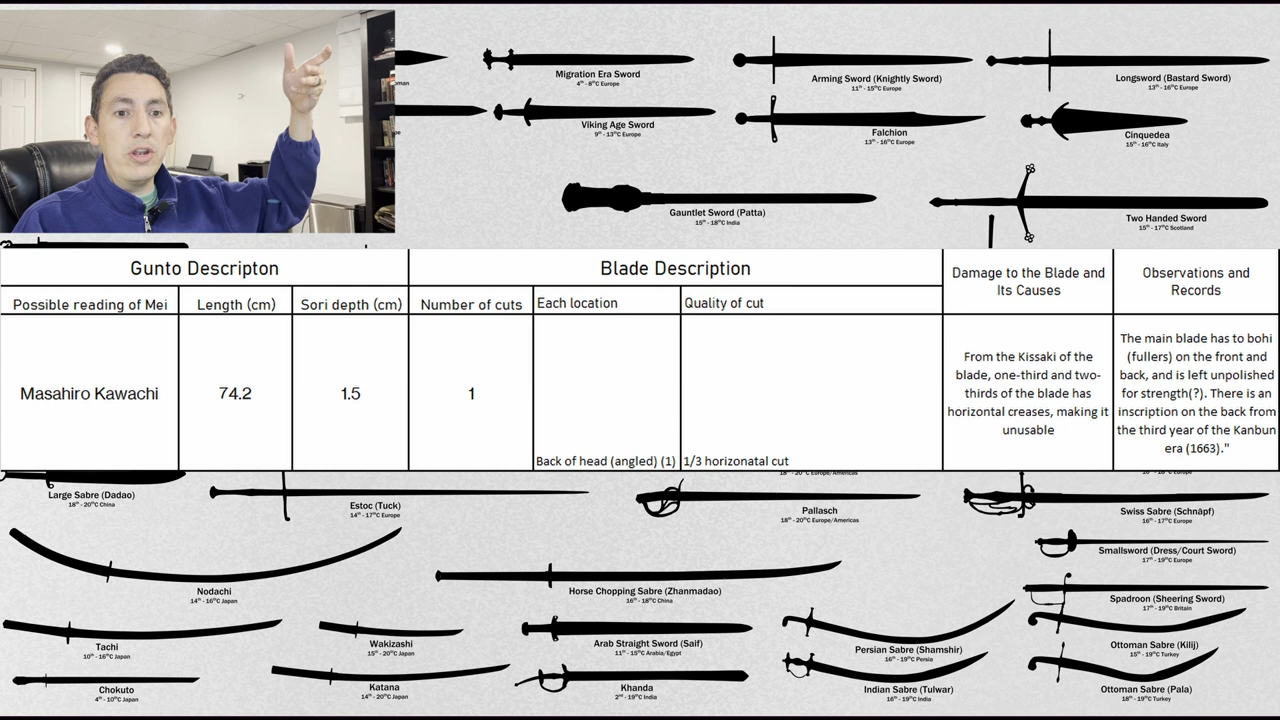 Migration Era Sword
4th - 8thC Europe
Arming Sword (Knightly Sword)
11th - 15thC Europe
Longsword (Bastard Sword)
13th - 16thC Europe
Viking Age Sword
9th - 13thC Europe
Falchion
13th - 16thC Europe
Cinquedea
15th - 16thC Italy
Gauntlet Sword (Patta)
15th - 18thC India
Two Handed Sword
15th - 17thC Scotland
Gunto Descripton
Blade Description
Damage to the Blade and
Its Causes
Observations and
Records
Possible reading of Mei
Length (cm)
Sori depth (cm)
Number of cuts
Each location
Quality of cut
Masahiro Kawachi
74.2
1.5
1
Back of head (angled) (1)
1/3 horizonatal cut
From the Kissaki of the
blade, one-third and two-
thirds of the blade has
horizontal creases, making it
unusable
The main blade has to bohi
(fullers) on the front and
back, and is left unpolished
for strength(?). There is an
inscription on the back from
the third year of the Kanbun
era (1663)."
Large Sabre (Dadao)
18th - 20thC China
Estoc (Tuck)
14th - 17thC Europe
Pallasch
18th - 20thC Europe/Americas
Swiss Sabre (Schnäpf)
16th - 17thC Europe
Smallsword (Dress/Court Sword)
17th - 19thC Europe
Nodachi
14th - 16thC Japan
Horse Chopping Sabre (Zhanmadao)
16th - 18thC China
Spadroon (Sheering Sword)
17th - 19thC Britain
Tachi
10th - 16thC Japan
Wakizashi
15th - 20thC Japan
Arab Straight Sword (Saif)
11th - 15thC Arabia/Egypt
Persian Sabre (Shamshir)
16th - 19thC Persia
Ottoman Sabre (Kilij)
15th - 19thC Turkey
Chokuto
4th - 10thC Japan
Katana
14th - 20thC Japan
Khanda
2nd - 19thC India
Indian Sabre (Tulwar)
16th - 19thC India
Ottoman Sabre (Pala)
18th - 19thC Turkey